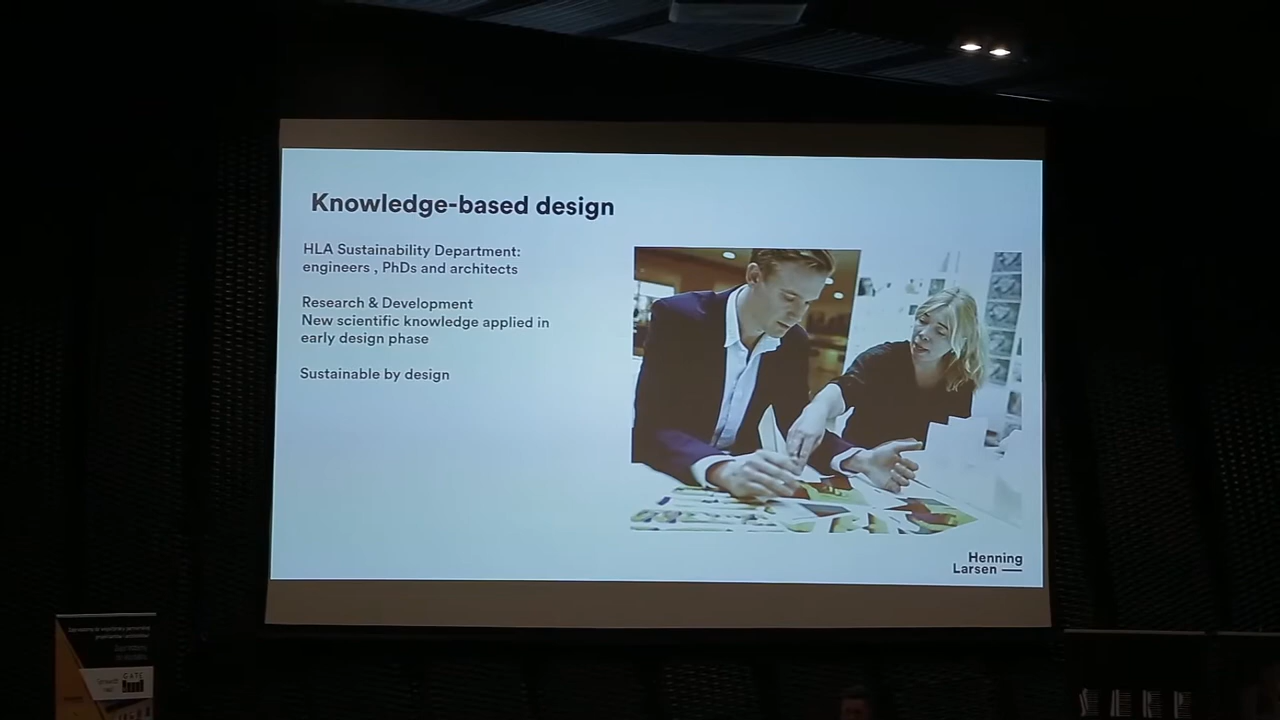 Knowledge-based design
HLA Sustainability Department:
engineers , PhDs and architects
Research & Development
New scientific knowledge applied in
early design phase
Sustainable by design
Henning
Larsen
GATE